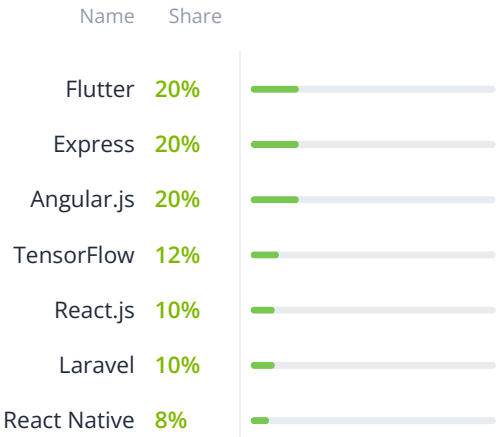 Name Share
Flutter 20%
Express 20%
Angular.js 20%
TensorFlow 12%
React.js 10%
Laravel 10%
React Native 8%